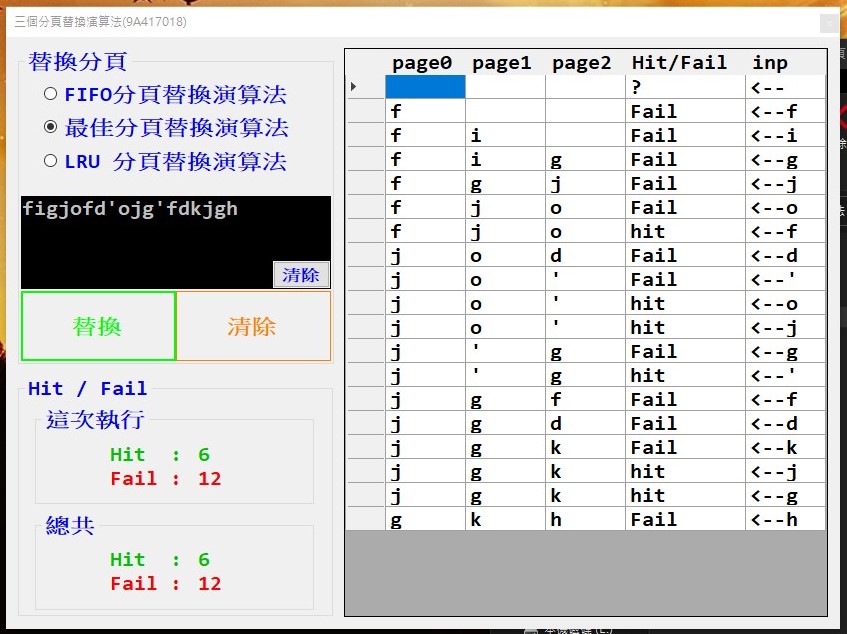 三個分頁替換演算法(9A417018)
替換分頁
FIFO分頁替換演算法
最佳分頁替換演算法
LRU 分頁替換演算法
figjofd'ojg'fdkjgh
清除
替換
清除
Hit / Fail
這次執行
Hit : 6
Fail : 12
總共
Hit : 6
Fail : 12
page0 page1 page2 Hit/Fail inp
? <--
f Fail <--f
f i Fail <--i
f i g Fail <--g
f g j Fail <--j
f j o Fail <--o
f j o hit <--f
j o d Fail <--d
j o ' Fail <--'
j o ' hit <--o
j o ' hit <--j
j ' g Fail <--g
j ' g hit <--'
j g f Fail <--f
j g d Fail <--d
j g k Fail <--k
j g k hit <--j
j g k hit <--g
g k h Fail <--h